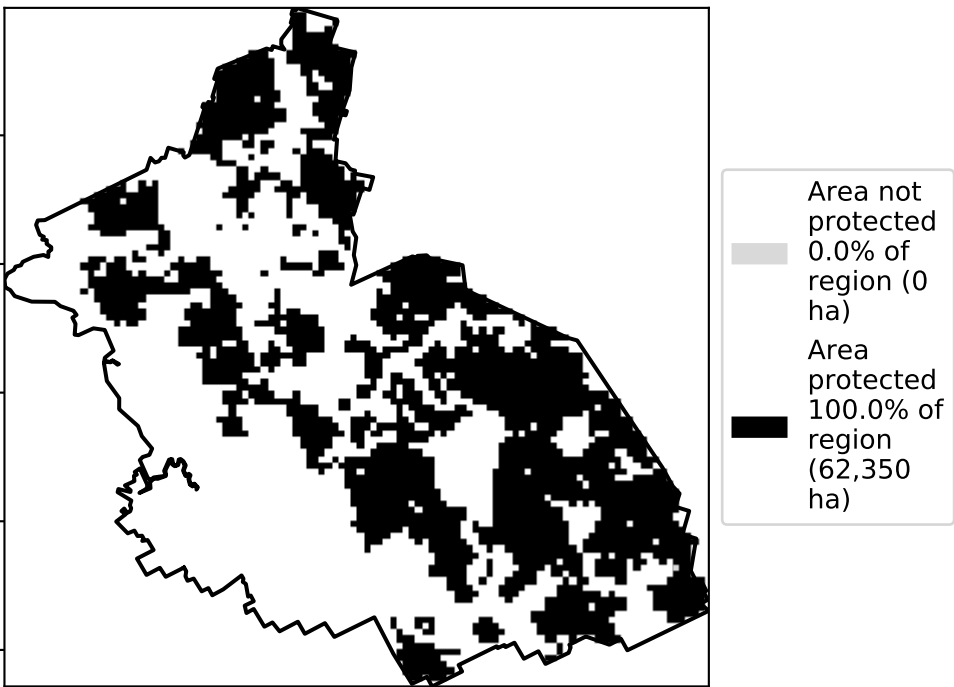 Area not
protected
0.0% of
region (0
ha)
Area
protected
100.0% of
region
(62,350
ha)